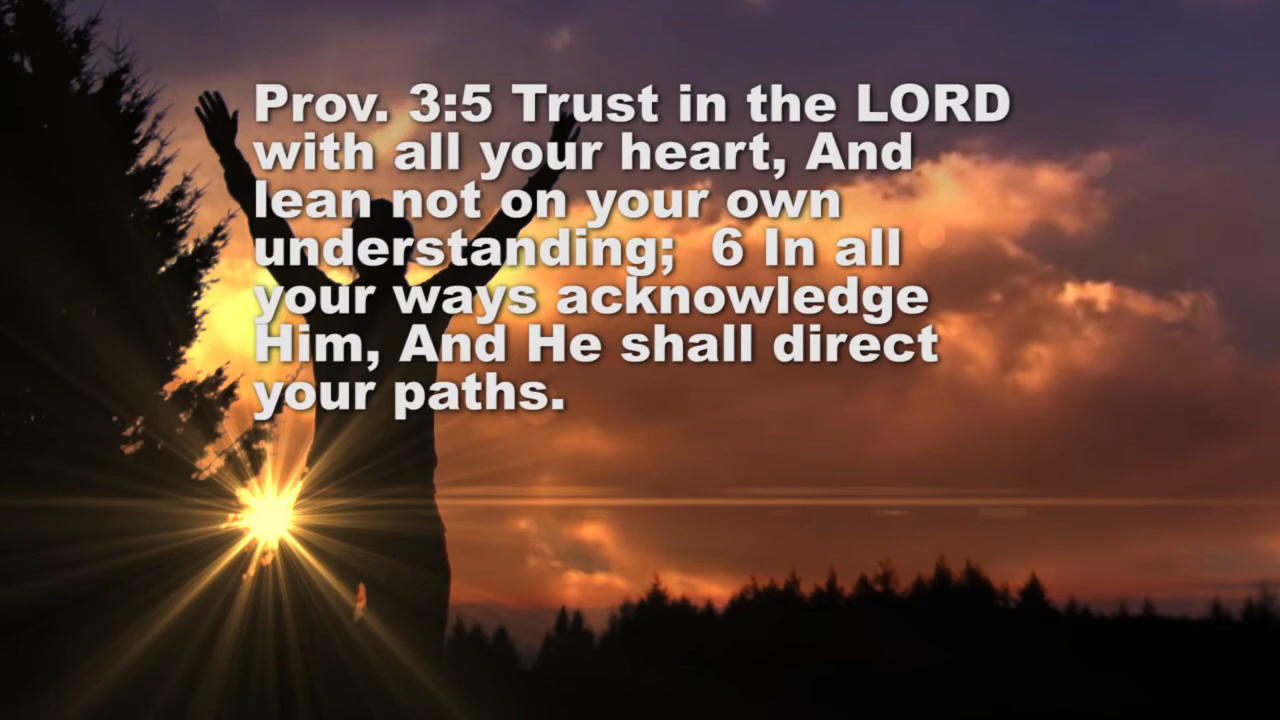 Prov. 3:5 Trust in the LORD
with all your heart, And
lean not on your own
understanding;  6 In all
your ways acknowledge
Him, And He shall direct
your paths.